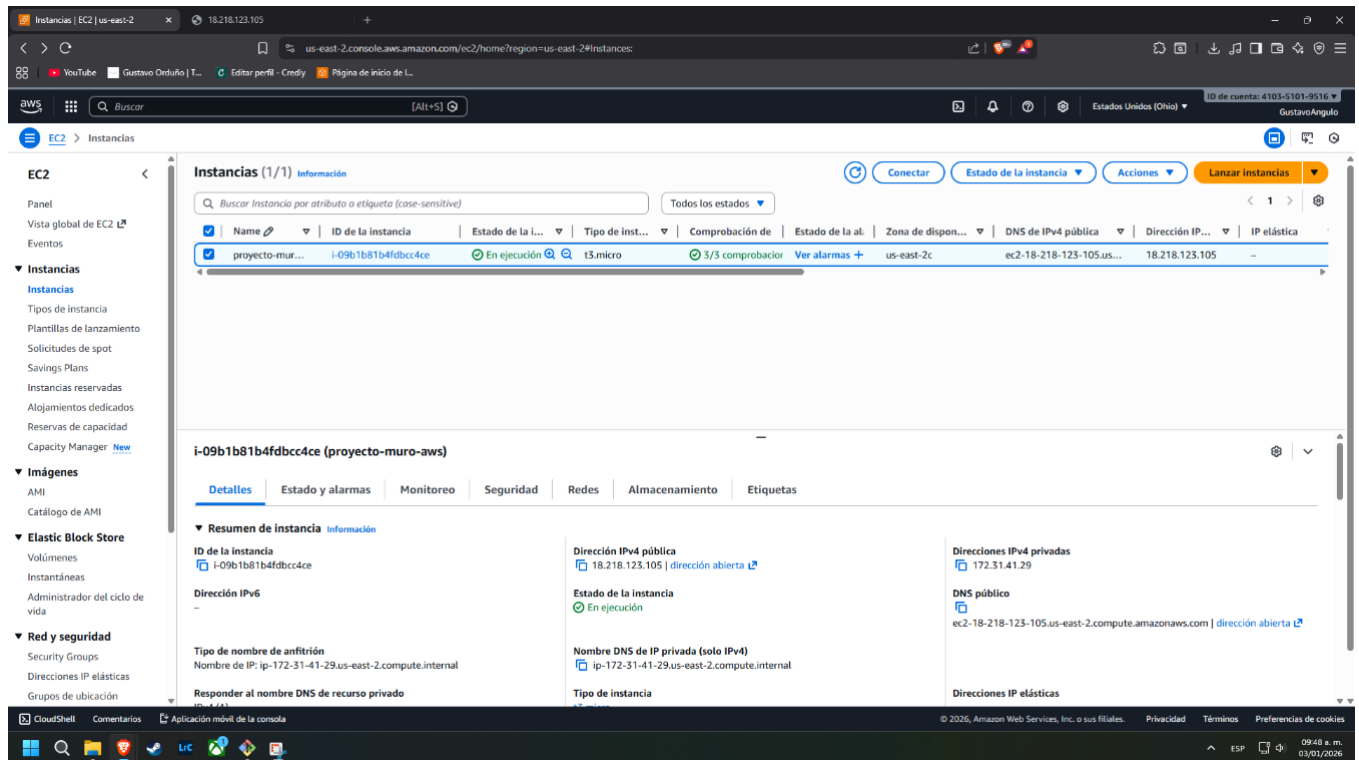 Instancias | EC2 | us-east-2
18.218.123.105
us-east-2.console.aws.amazon.com/ec2/home?region=us-east-2#Instances:
YouTube
Gustavo Orduño | T...
Editar perfil - Credly
Página de inicio de L...
aws
Buscar
[Alt+S]
Estados Unidos (Ohio)
ID de cuenta: 4103-5101-9516
GustavoAngulo
EC2 > Instancias
EC2
Panel
Vista global de EC2
Eventos
Instancias
Instancias
Tipos de instancia
Plantillas de lanzamiento
Solicitudes de spot
Savings Plans
Instancias reservadas
Alojamientos dedicados
Reservas de capacidad
Capacity Manager New
Imágenes
AMI
Catálogo de AMI
Elastic Block Store
Volúmenes
Instantáneas
Administrador del ciclo de
vida
Red y seguridad
Security Groups
Direcciones IP elásticas
Grupos de ubicación
Instancias (1/1) Información
Conectar
Estado de la instancia
Acciones
Lanzar instancias
Buscar Instancia por atributo o etiqueta (case-sensitive)
Todos los estados
1
Name | ID de la instancia | Estado de la i... | Tipo de inst... | Comprobación de | Estado de la al: | Zona de dispon... | DNS de IPv4 pública | Dirección IP... | IP elástica
proyecto-mur... i-09b1b81b4fdbcc4ce En ejecución t3.micro 3/3 comprobacior Ver alarmas + us-east-2c ec2-18-218-123-105.us... 18.218.123.105 –
i-09b1b81b4fdbcc4ce (proyecto-muro-aws)
Detalles
Estado y alarmas
Monitoreo
Seguridad
Redes
Almacenamiento
Etiquetas
Resumen de instancia Información
ID de la instancia
i-09b1b81b4fdbcc4ce
Dirección IPv4 pública
18.218.123.105 | dirección abierta
Direcciones IPv4 privadas
172.31.41.29
Dirección IPv6
–
Estado de la instancia
En ejecución
DNS público
ec2-18-218-123-105.us-east-2.compute.amazonaws.com | dirección abierta
Tipo de nombre de anfitrión
Nombre de IP: ip-172-31-41-29.us-east-2.compute.internal
Nombre DNS de IP privada (solo IPv4)
ip-172-31-41-29.us-east-2.compute.internal
Responder al nombre DNS de recurso privado
Tipo de instancia
Direcciones IP elásticas
CloudShell
Comentarios
Aplicación móvil de la consola
© 2026, Amazon Web Services, Inc. o sus filiales.
Privacidad
Términos
Preferencias de cookies
LrC
ESP
09:48 a. m.
03/01/2026